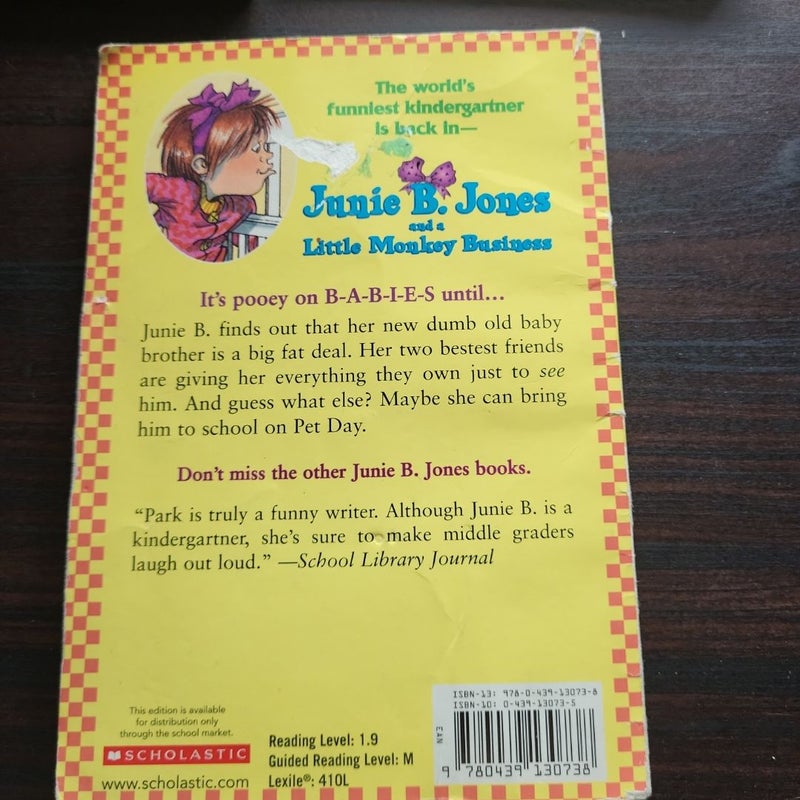 The world's
funniest kindergartner
is back in—
Junie B. Jones
and a
Little Monkey Business
It's pooey on B-A-B-I-E-S until...
Junie B. finds out that her new dumb old baby
brother is a big fat deal. Her two bestest friends
are giving her everything they own just to see
him. And guess what else? Maybe she can bring
him to school on Pet Day.
Don't miss the other Junie B. Jones books.
“Park is truly a funny writer. Although Junie B. is a
kindergartner, she's sure to make middle graders
laugh out loud.” —School Library Journal
This edition is available
for distribution only
through the school market.
SCHOLASTIC
www.scholastic.com
Reading Level: 1.9
Guided Reading Level: M
Lexile®: 410L
ISBN-13: 978-0-439-13073-8
ISBN-10: 0-439-13073-5
EAN
9 780439 130738